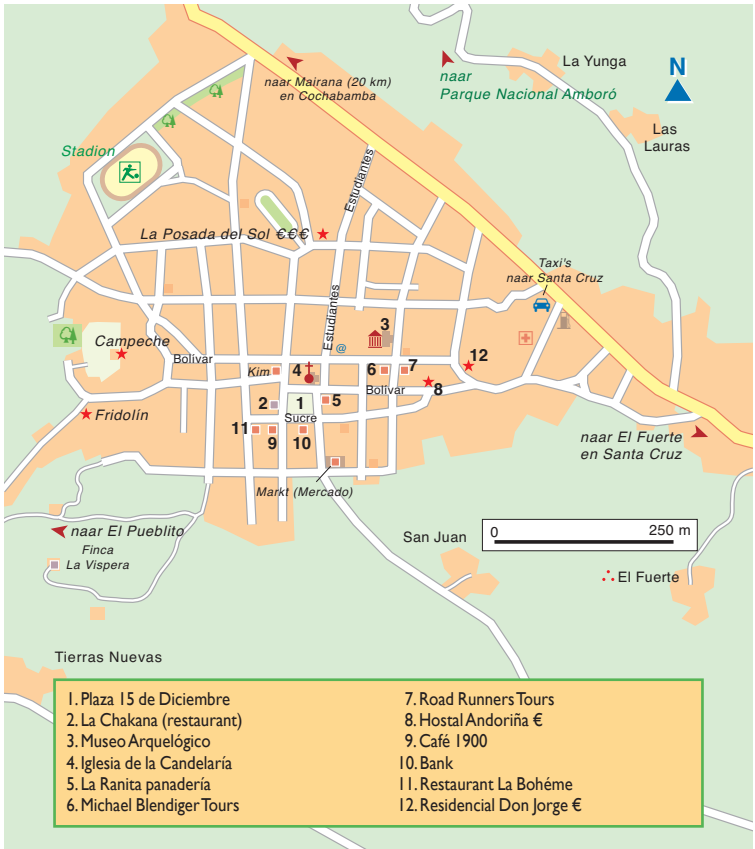 La Yunga
N
naar
Parque Nacional Amboró
naar Mairana (20 km)
en Cochabamba
Las
Lauras
Stadion
Estudiantes
La Posada del Sol €€€
Taxi's
naar Santa Cruz
Estudiantes
3
@
Campeche
Bolívar
Kim
4
6
7
12
Bolívar
8
2
1
5
Sucre
Fridolín
11
9
10
naar El Fuerte
en Santa Cruz
Markt (Mercado)
naar El Pueblito
Finca
La Vispera
San Juan
0
250 m
El Fuerte
Tierras Nuevas
1. Plaza 15 de Diciembre
2. La Chakana (restaurant)
3. Museo Arquelógico
4. Iglesia de la Candelaría
5. La Ranita panadería
6. Michael Blendiger Tours
7. Road Runners Tours
8. Hostal Andoriña €
9. Café 1900
10. Bank
11. Restaurant La Bohéme
12. Residencial Don Jorge €